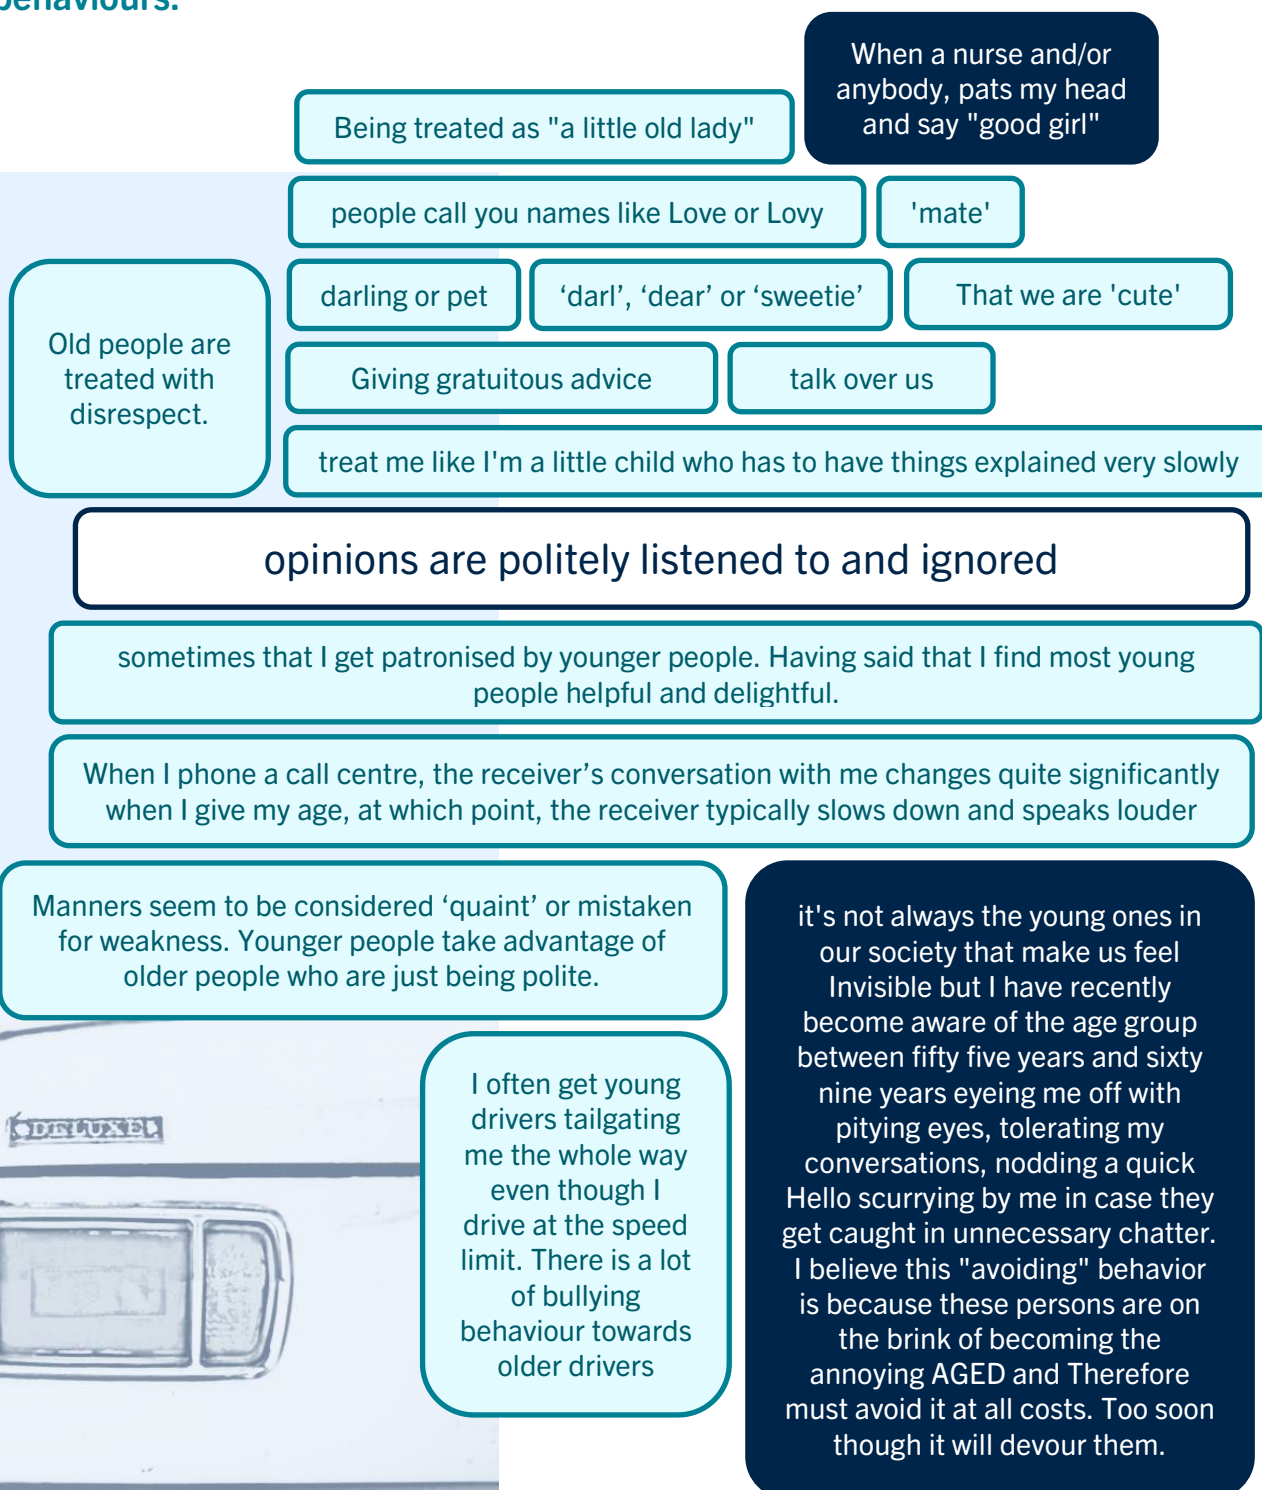 behaviours.
When a nurse and/or
anybody, pats my head
and say "good girl"
Being treated as "a little old lady"
people call you names like Love or Lovy
'mate'
Old people are
treated with
disrespect.
darling or pet
‘darl’, ‘dear’ or ‘sweetie’
That we are 'cute'
Giving gratuitous advice
talk over us
treat me like I'm a little child who has to have things explained very slowly
opinions are politely listened to and ignored
sometimes that I get patronised by younger people. Having said that I find most young
people helpful and delightful.
When I phone a call centre, the receiver’s conversation with me changes quite significantly
when I give my age, at which point, the receiver typically slows down and speaks louder
Manners seem to be considered ‘quaint’ or mistaken
for weakness. Younger people take advantage of
older people who are just being polite.
it's not always the young ones in
our society that make us feel
Invisible but I have recently
become aware of the age group
between fifty five years and sixty
nine years eyeing me off with
pitying eyes, tolerating my
conversations, nodding a quick
Hello scurrying by me in case they
get caught in unnecessary chatter.
I believe this "avoiding" behavior
is because these persons are on
the brink of becoming the
annoying AGED and Therefore
must avoid it at all costs. Too soon
though it will devour them.
I often get young
drivers tailgating
me the whole way
even though I
drive at the speed
limit. There is a lot
of bullying
behaviour towards
older drivers
DELUXE